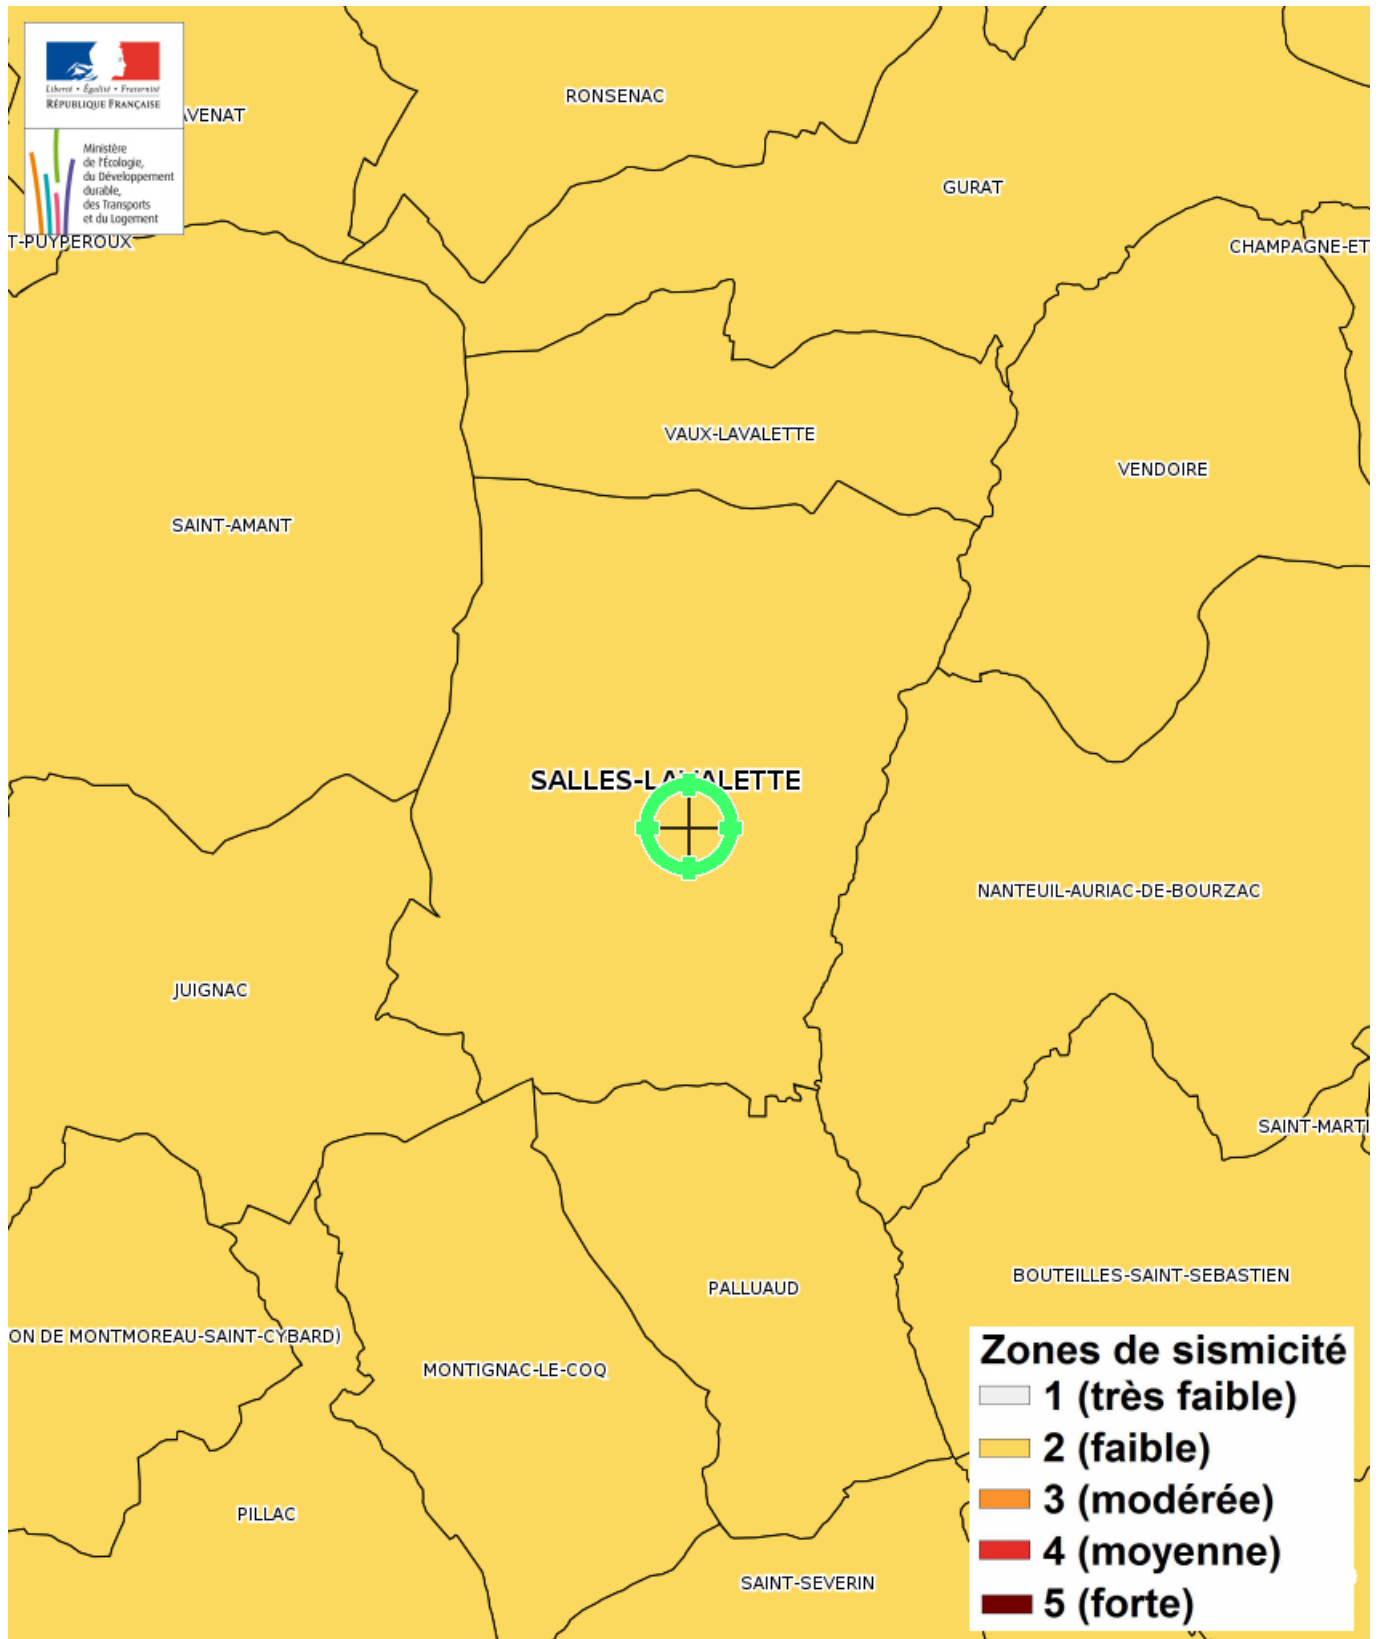 Liberté • Égalité • Fraternité
RÉPUBLIQUE FRANÇAISE
Ministère
de l'Écologie,
du Développement
durable,
des Transports
et du Logement
RONSENAC
AVENAT
GURAT
T-PUYPEROUX
CHAMPAGNE-ET
VAUX-LAVALETTE
VENDOIRE
SAINT-AMANT
SALLES-LAVALETTE
NANTEUIL-AURIAC-DE-BOURZAC
JUIGNAC
SAINT-MARTI
BOUTEILLES-SAINT-SEBASTIEN
PALLUAUD
ON DE MONTMOREAU-SAINT-CYBARD)
MONTIGNAC-LE-COQ
PILLAC
SAINT-SEVERIN
Zones de sismicité
1 (très faible)
2 (faible)
3 (modérée)
4 (moyenne)
5 (forte)